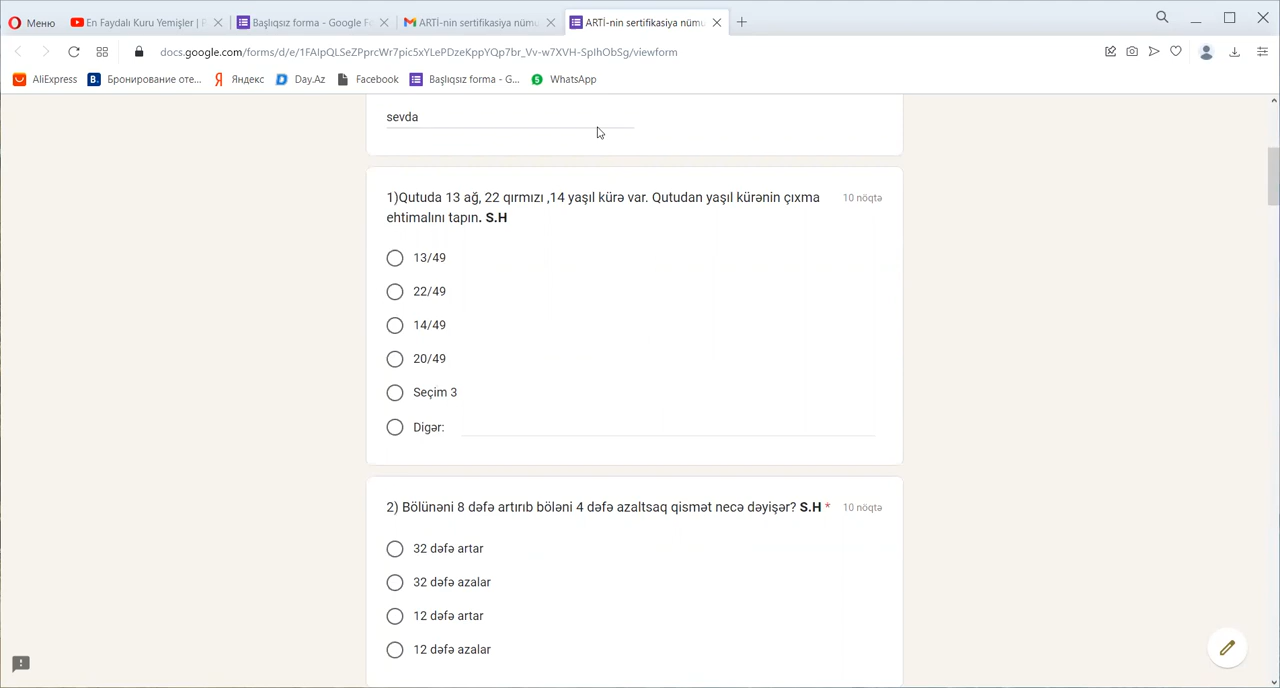 Меню
En Faydalı Kuru Yemişler | P
Başlıqsız forma - Google Fo
ARTİ-nin sertifikasiya nümu
ARTİ-nin sertifikasiya nümu
docs.google.com/forms/d/e/1FAIpQLSeZPprcWr7pic5xYLePDzeKppYQp7br_Vv-w7XVH-SpIhObSg/viewform
AliExpress
Бронирование оте...
Яндекс
Day.Az
Facebook
Başlıqsız forma - G...
WhatsApp
sevda
1)Qutuda 13 ağ, 22 qırmızı ,14 yaşıl kürə var. Qutudan yaşıl kürənin çıxma
ehtimalını tapın. S.H
10 nöqtə
13/49
22/49
14/49
20/49
Seçim 3
Digər:
2) Bölünəni 8 dəfə artırıb böləni 4 dəfə azaltsaq qismət necə dəyişər? S.H *
10 nöqtə
32 dəfə artar
32 dəfə azalar
12 dəfə artar
12 dəfə azalar